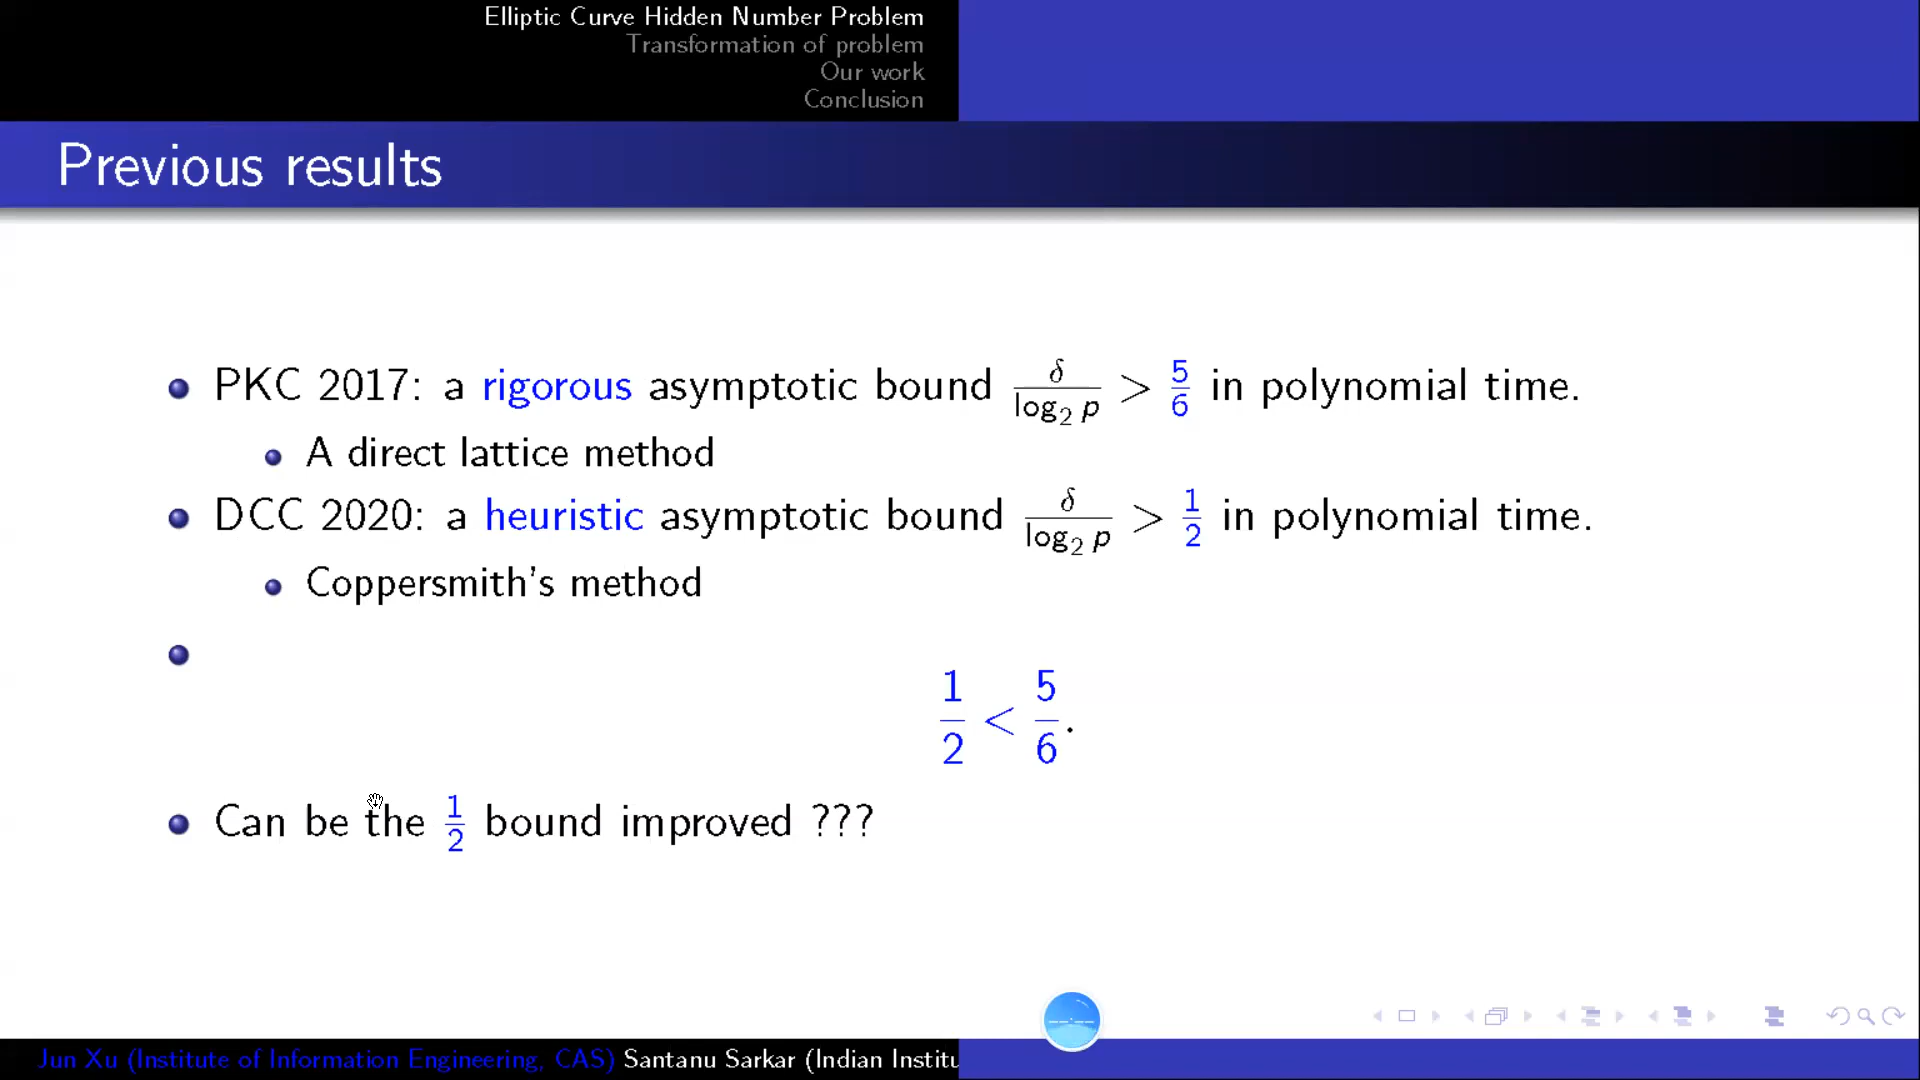 Elliptic Curve Hidden Number Problem
Transformation of problem
Our work
Conclusion
Previous results
PKC 2017: a rigorous asymptotic bound δ/log₂ p > 5/6 in polynomial time.
A direct lattice method
DCC 2020: a heuristic asymptotic bound δ/log₂ p > 1/2 in polynomial time.
Coppersmith's method
1/2 < 5/6.
Can be the 1/2 bound improved ???
Jun Xu (Institute of Information Engineering, CAS) Santanu Sarkar (Indian Institu